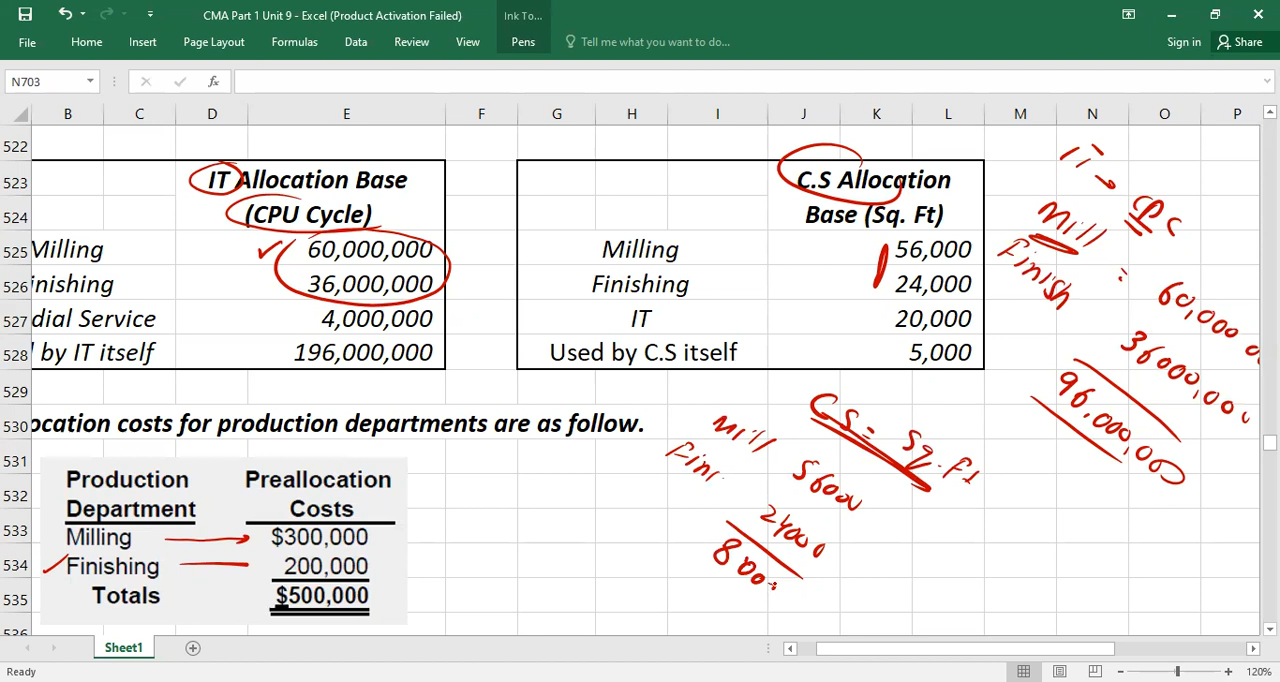 CMA Part 1 Unit 9 - Excel (Product Activation Failed)
Ink To...
File Home Insert Page Layout Formulas Data Review View Pens Tell me what you want to do... Sign in Share
N703 fx
B C D E F G H I J K L M N O P
522
523 IT Allocation Base C.S Allocation
524 (CPU Cycle) Base (Sq. Ft)
525 Milling 60,000,000 Milling 56,000
526 inishing 36,000,000 Finishing 24,000
527 dial Service 4,000,000 IT 20,000
528 by IT itself 196,000,000 Used by C.S itself 5,000
529
530 ocation costs for production departments are as follow.
531
532
533
534
535
Production Preallocation
Department Costs
Milling $300,000
Finishing 200,000
Totals $500,000
Mill
Finish
60,000
36000,000
96,000,000
CS = Sq. ft
Mill 56000
24000
Sheet1
Ready 120%